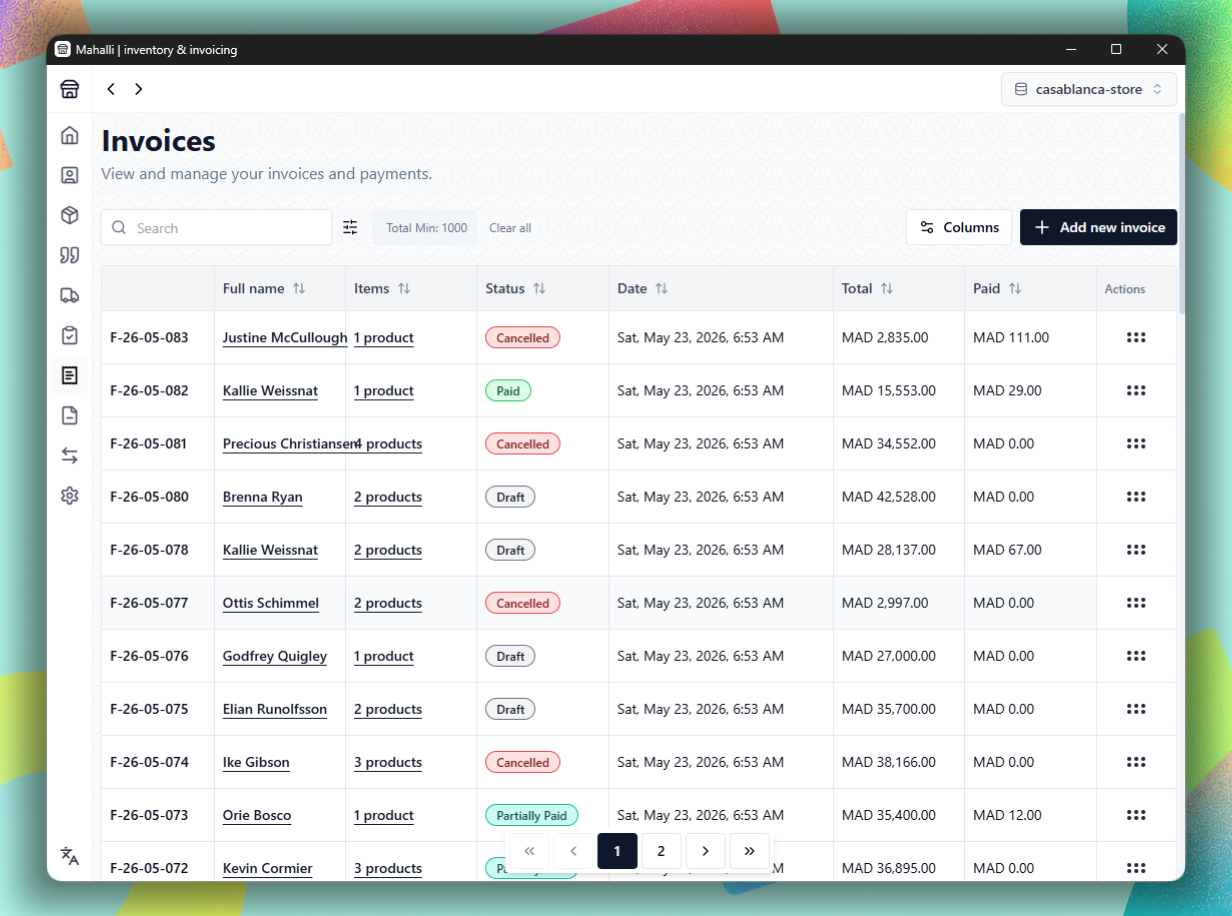 Mahalli | inventory & invoicing
casablanca-store
Invoices
View and manage your invoices and payments.
Search
Total Min: 1000
Clear all
Columns
Add new invoice
Full name Items Status Date Total Paid Actions
F-26-05-083 Justine McCullough 1 product Cancelled Sat, May 23, 2026, 6:53 AM MAD 2,835.00 MAD 111.00
F-26-05-082 Kallie Weissnat 1 product Paid Sat, May 23, 2026, 6:53 AM MAD 15,553.00 MAD 29.00
F-26-05-081 Precious Christiansen 4 products Cancelled Sat, May 23, 2026, 6:53 AM MAD 34,552.00 MAD 0.00
F-26-05-080 Brenna Ryan 2 products Draft Sat, May 23, 2026, 6:53 AM MAD 42,528.00 MAD 0.00
F-26-05-078 Kallie Weissnat 2 products Draft Sat, May 23, 2026, 6:53 AM MAD 28,137.00 MAD 67.00
F-26-05-077 Ottis Schimmel 2 products Cancelled Sat, May 23, 2026, 6:53 AM MAD 2,997.00 MAD 0.00
F-26-05-076 Godfrey Quigley 1 product Draft Sat, May 23, 2026, 6:53 AM MAD 27,000.00 MAD 0.00
F-26-05-075 Elian Runolfsson 2 products Draft Sat, May 23, 2026, 6:53 AM MAD 35,700.00 MAD 0.00
F-26-05-074 Ike Gibson 3 products Cancelled Sat, May 23, 2026, 6:53 AM MAD 38,166.00 MAD 0.00
F-26-05-073 Orie Bosco 1 product Partially Paid Sat, May 23, 2026, 6:53 AM MAD 35,400.00 MAD 12.00
« ‹ 1 2 › »
F-26-05-072 Kevin Cormier 3 products MAD 36,895.00 MAD 0.00